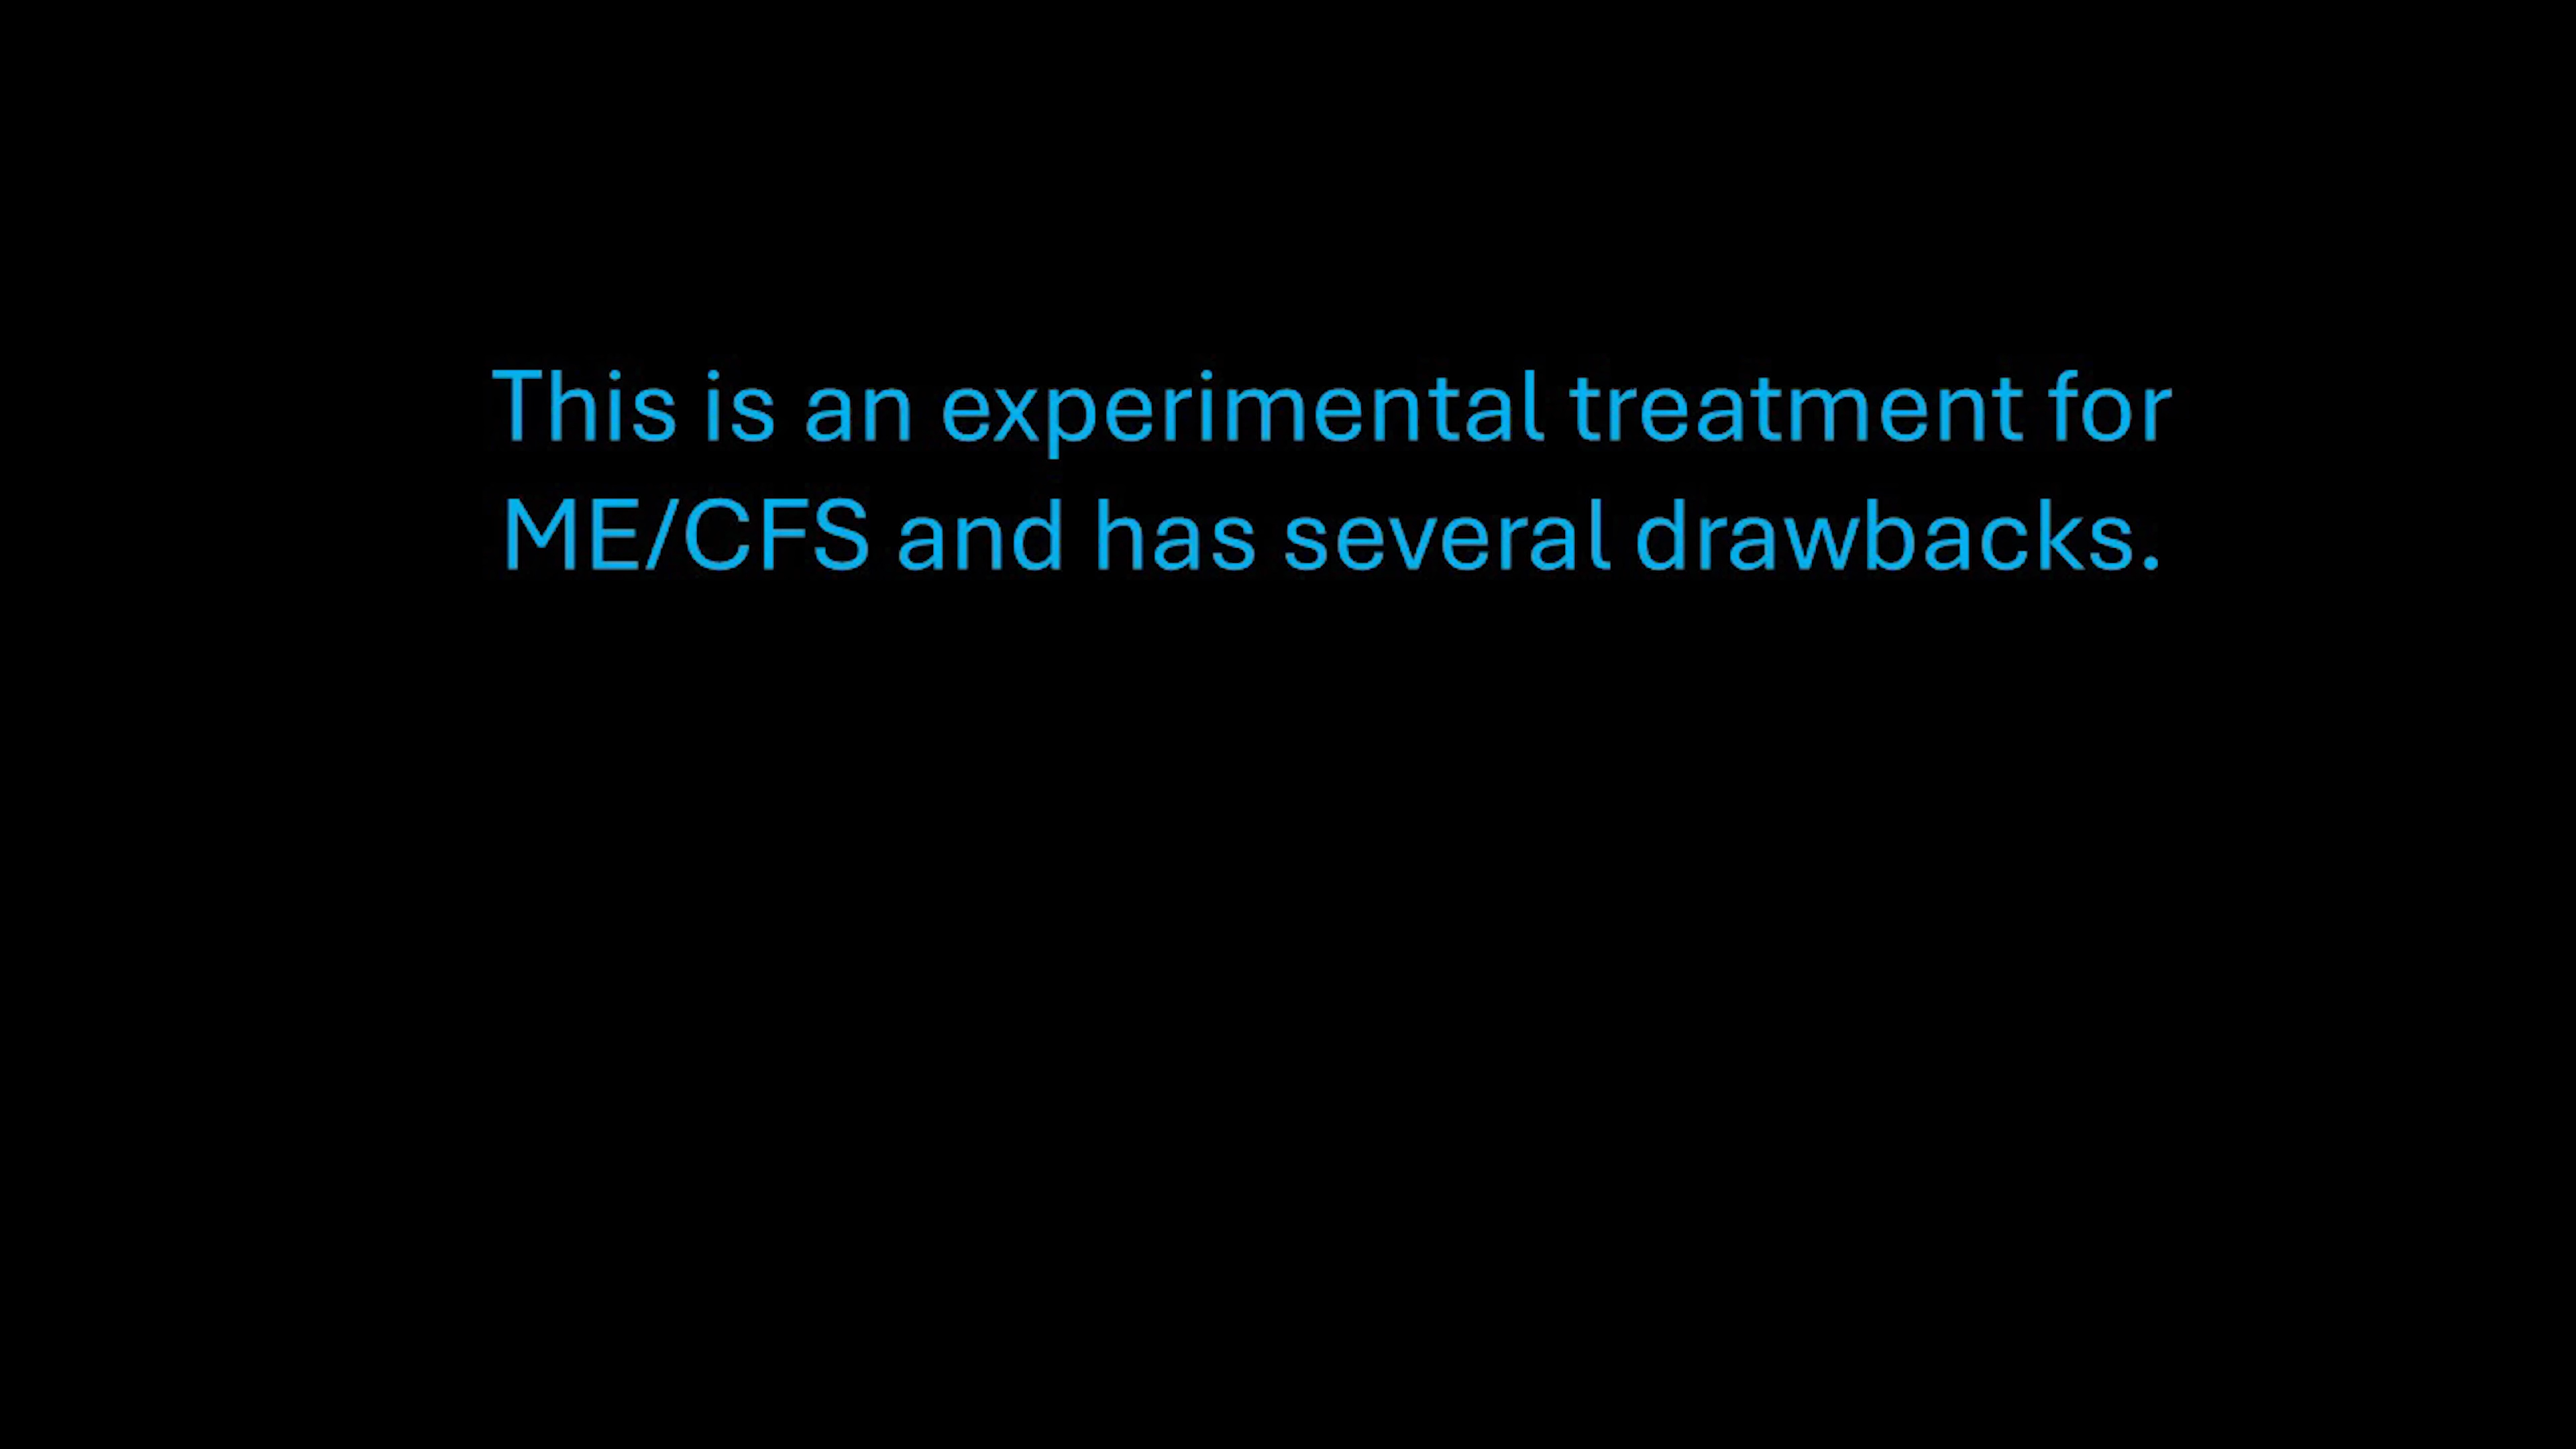 This is an experimental treatment for
ME/CFS and has several drawbacks.